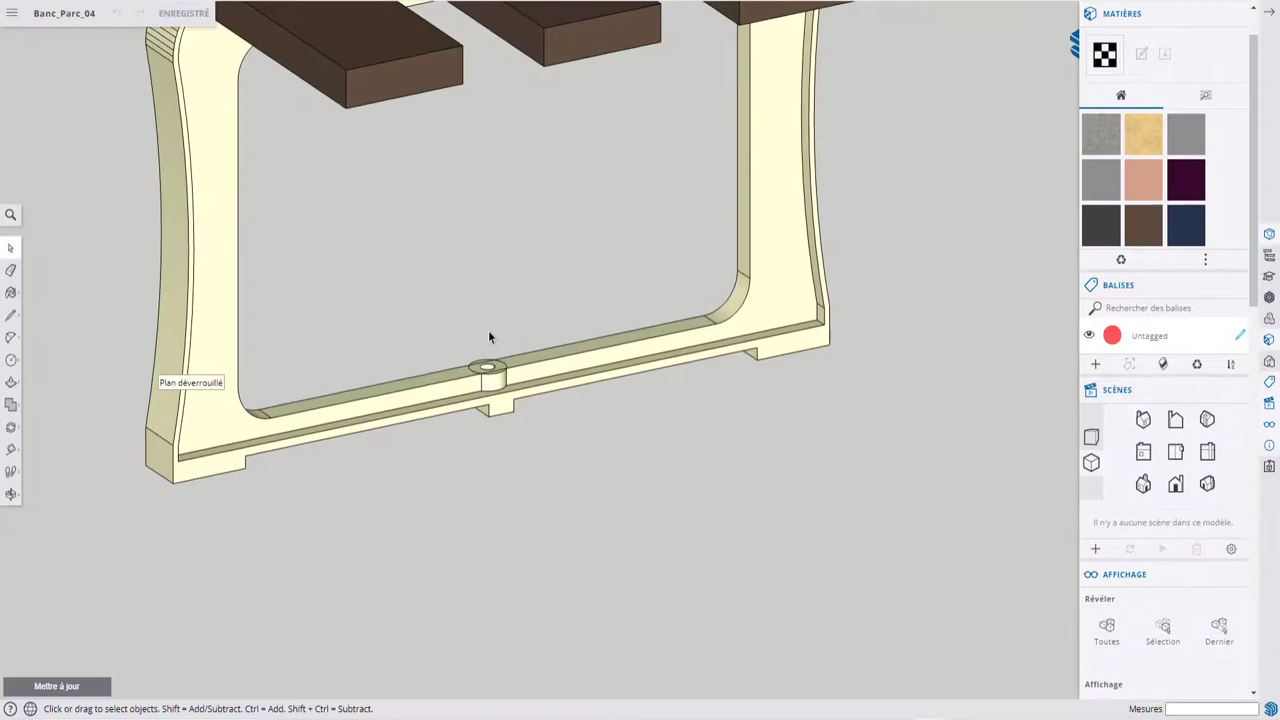 Banc_Parc_04
ENREGISTRÉ
MATIÈRES
BALISES
Rechercher des balises
Untagged
Plan déverrouillé
SCÈNES
Il n'y a aucune scène dans ce modèle.
AFFICHAGE
Révéler
Toutes
Sélection
Dernier
Affichage
Mettre à jour
Click or drag to select objects. Shift = Add/Subtract. Ctrl = Add. Shift + Ctrl = Subtract.
Mesures